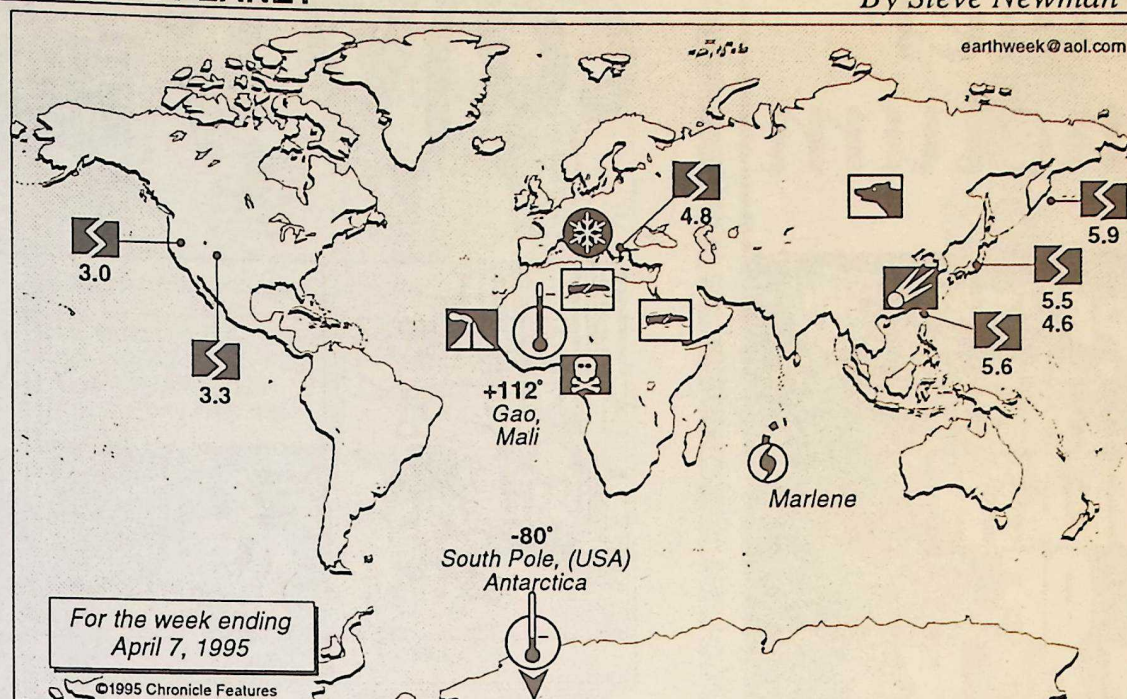 By Steve Newman
earthweek@aol.com
4.8
5.9
3.0
5.5
4.6
5.6
3.3
+112°
Gao,
Mali
Marlene
-80°
South Pole, (USA)
Antarctica
For the week ending
April 7, 1995
©1995 Chronicle Features